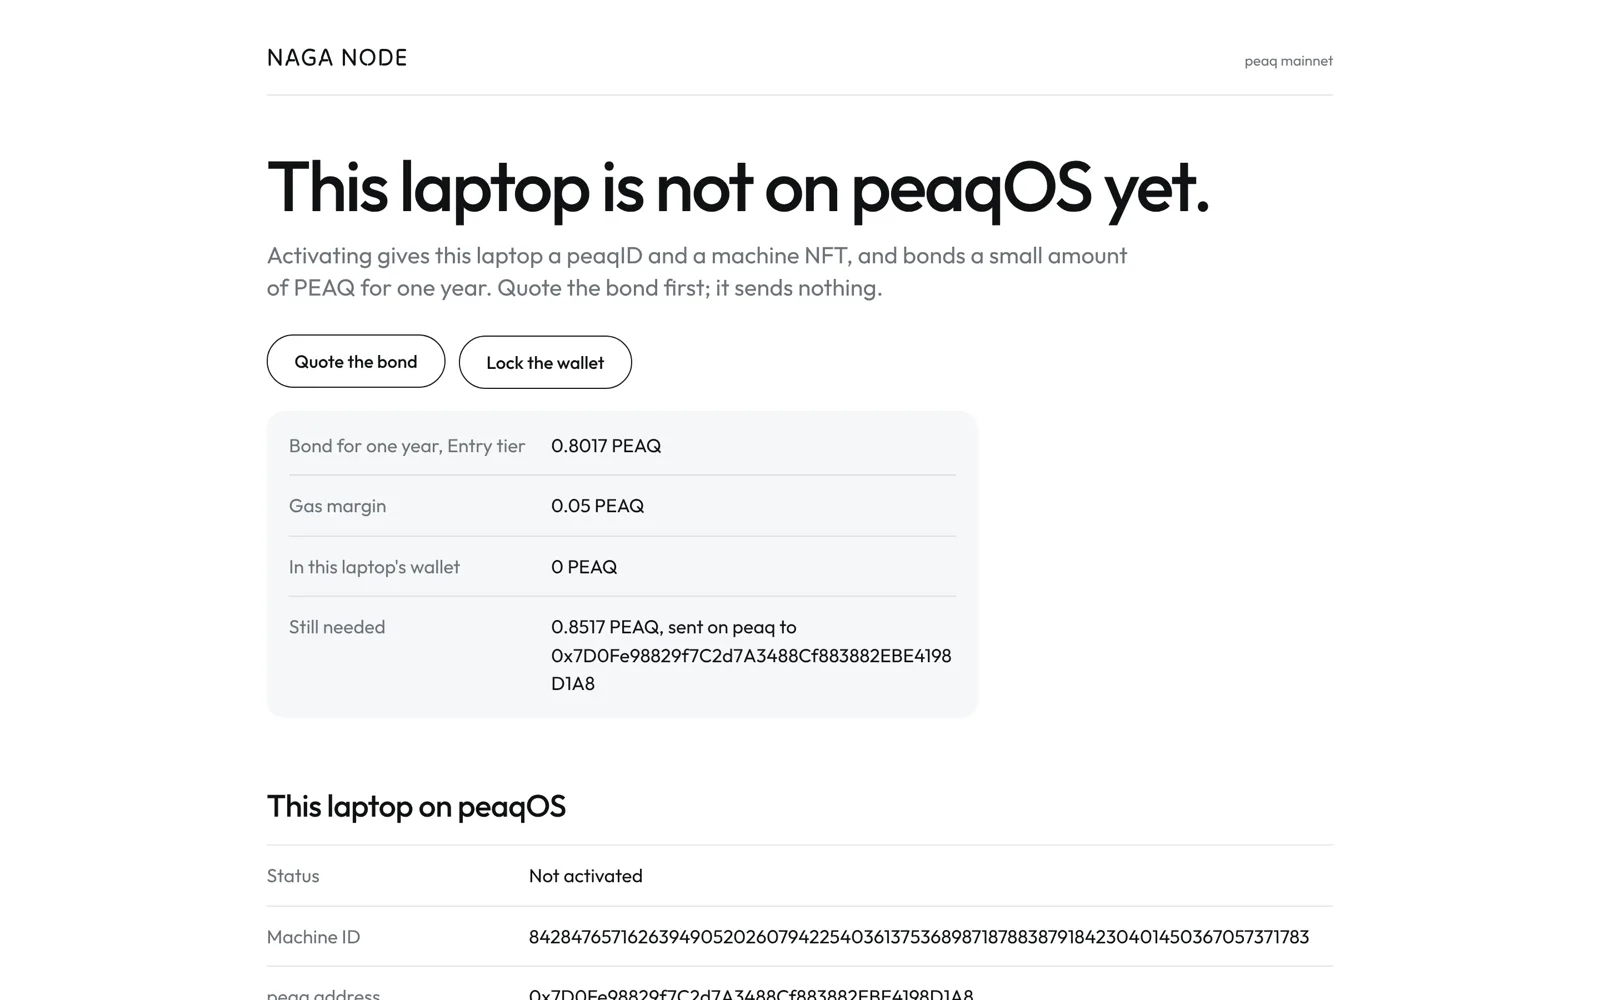 NAGA NODE
peaq mainnet
This laptop is not on peaqOS yet.
Activating gives this laptop a peaqID and a machine NFT, and bonds a small amount
of PEAQ for one year. Quote the bond first; it sends nothing.
Quote the bond
Lock the wallet
Bond for one year, Entry tier 0.8017 PEAQ
Gas margin 0.05 PEAQ
In this laptop's wallet 0 PEAQ
Still needed 0.8517 PEAQ, sent on peaq to
0x7D0Fe98829f7C2d7A3488Cf883882EBE4198
D1A8
This laptop on peaqOS
Status Not activated
Machine ID 84284765716263949052026079422540361375368987187883879184230401450367057371783
peaq address 0x7D0Fe98829f7C2d7A3488Cf883882EBE4198D1A8